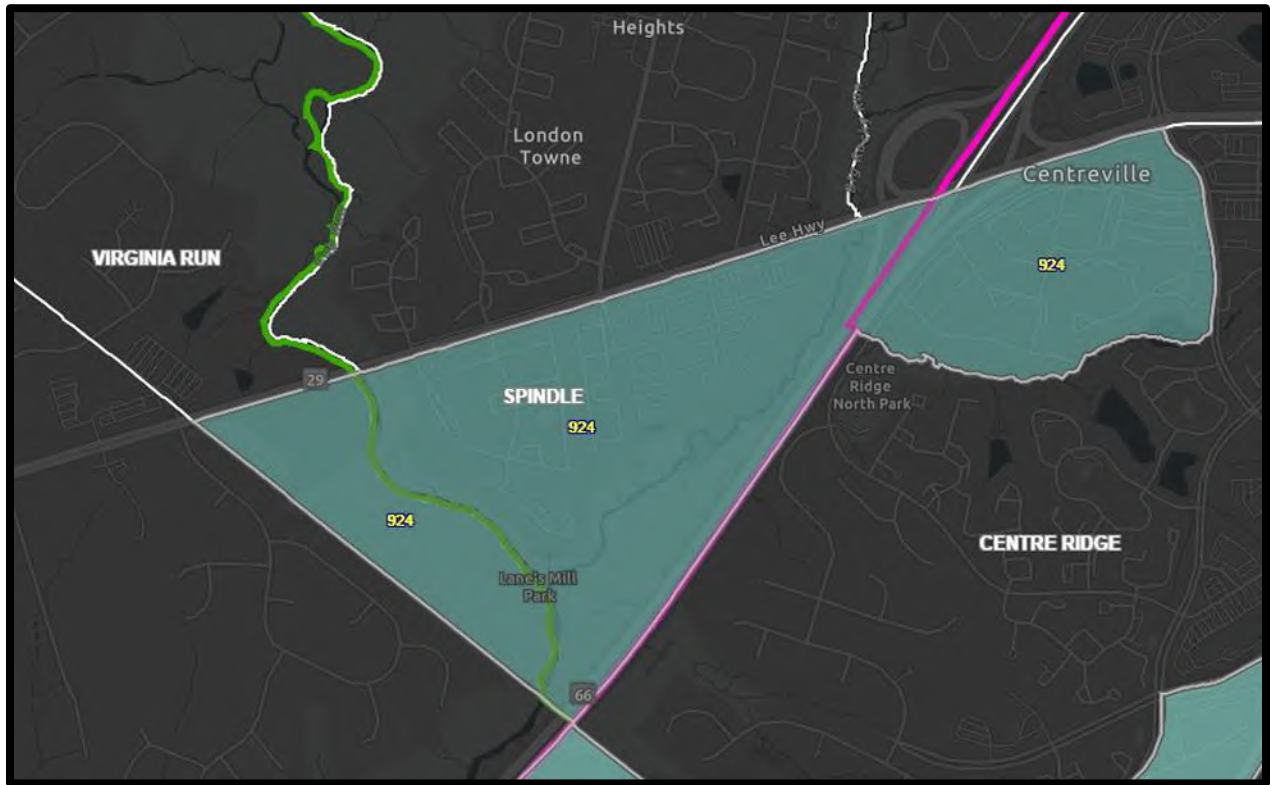 Heights
London
Towne
Centreville
Lee Hwy
VIRGINIA RUN
924
29
Centre
Ridge
North Park
SPINDLE
924
924
CENTRE RIDGE
Lane's Mill
Park
66